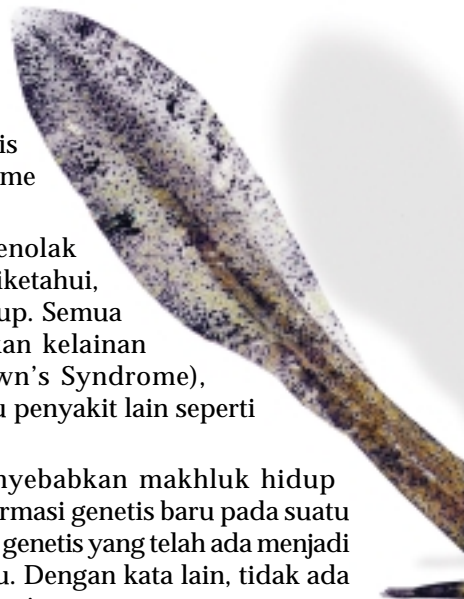 is
me
enolak
iketahui,
up. Semua
kan kelainan
wn's Syndrome),
u penyakit lain seperti
nyebabkan makhluk hidup
rmasi genetis baru pada suatu
genetis yang telah ada menjadi
u. Dengan kata lain, tidak ada